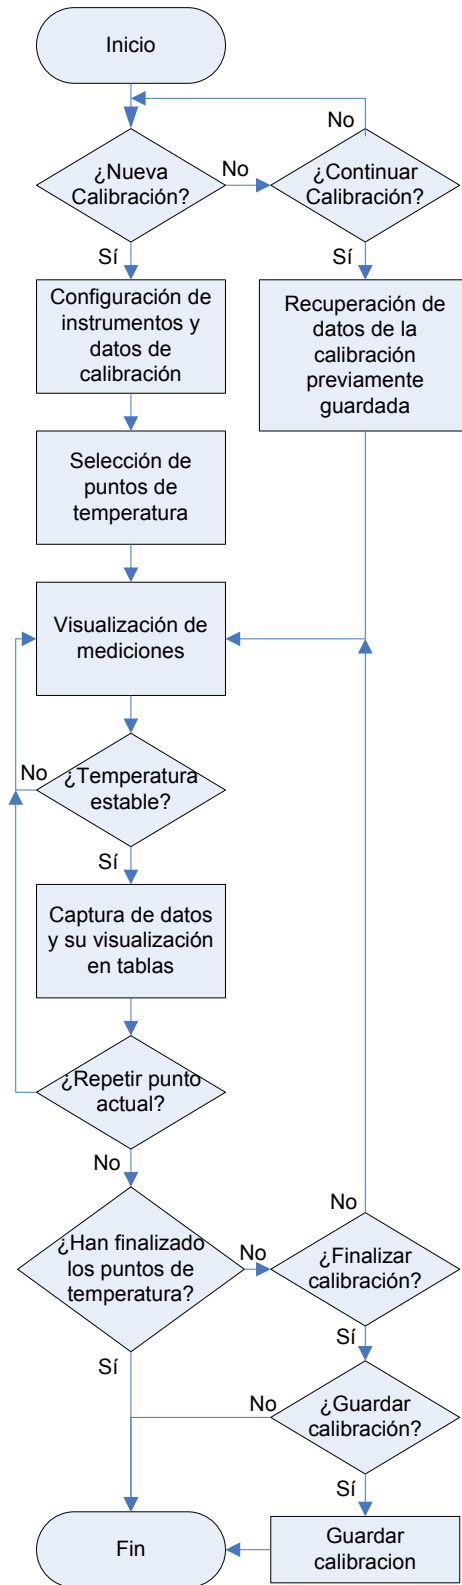 Inicio
No
¿Nueva
Calibración?
No
¿Continuar
Calibración?
Sí
Sí
Configuración de
instrumentos y
datos de
calibración
Recuperación de
datos de la
calibración
previamente
guardada
Selección de
puntos de
temperatura
Visualización de
mediciones
No
¿Temperatura
estable?
Sí
Captura de datos
y su visualización
en tablas
¿Repetir punto
actual?
No
No
¿Han finalizado
los puntos de
temperatura?
No
¿Finalizar
calibración?
Sí
Sí
No
¿Guardar
calibración?
Sí
Fin
Guardar
calibracion